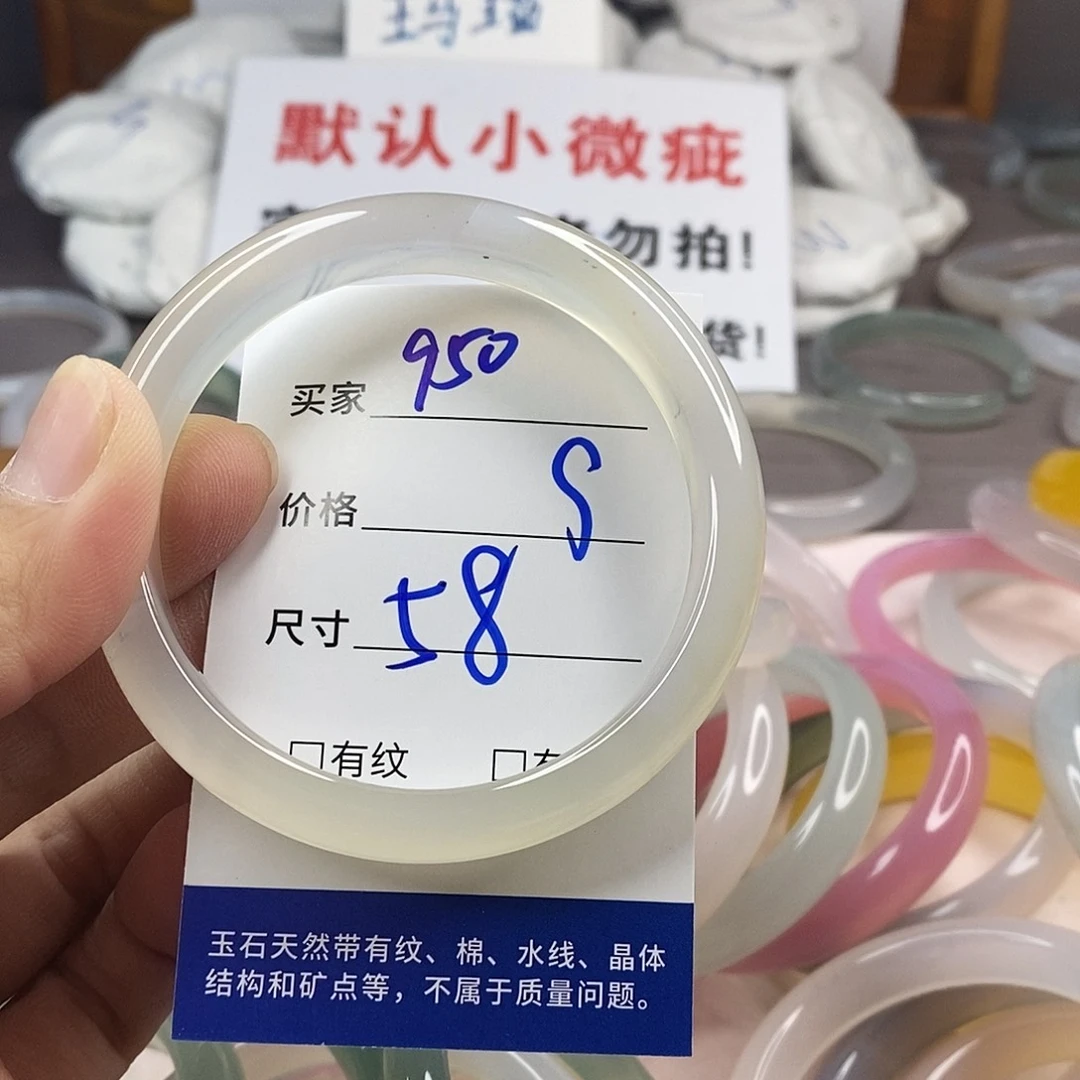 玛瑙
默认小微疵
勿拍!
货!
买家 950
价格 S
尺寸 58
□有纹 □
玉石天然带有纹、棉、水线、晶体
结构和矿点等，不属于质量问题。